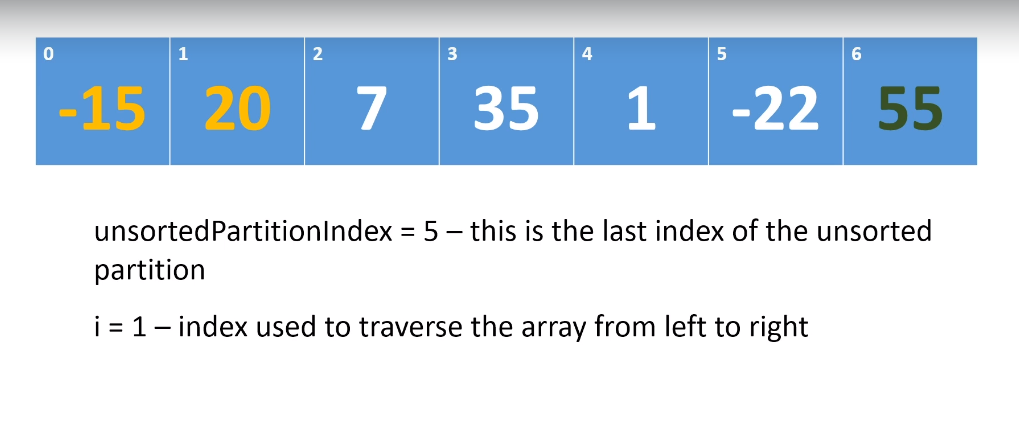 0 1 2 3 4 5 6
-15 20 7 35 1 -22 55
unsortedPartitionIndex = 5 – this is the last index of the unsorted
partition
i = 1 – index used to traverse the array from left to right